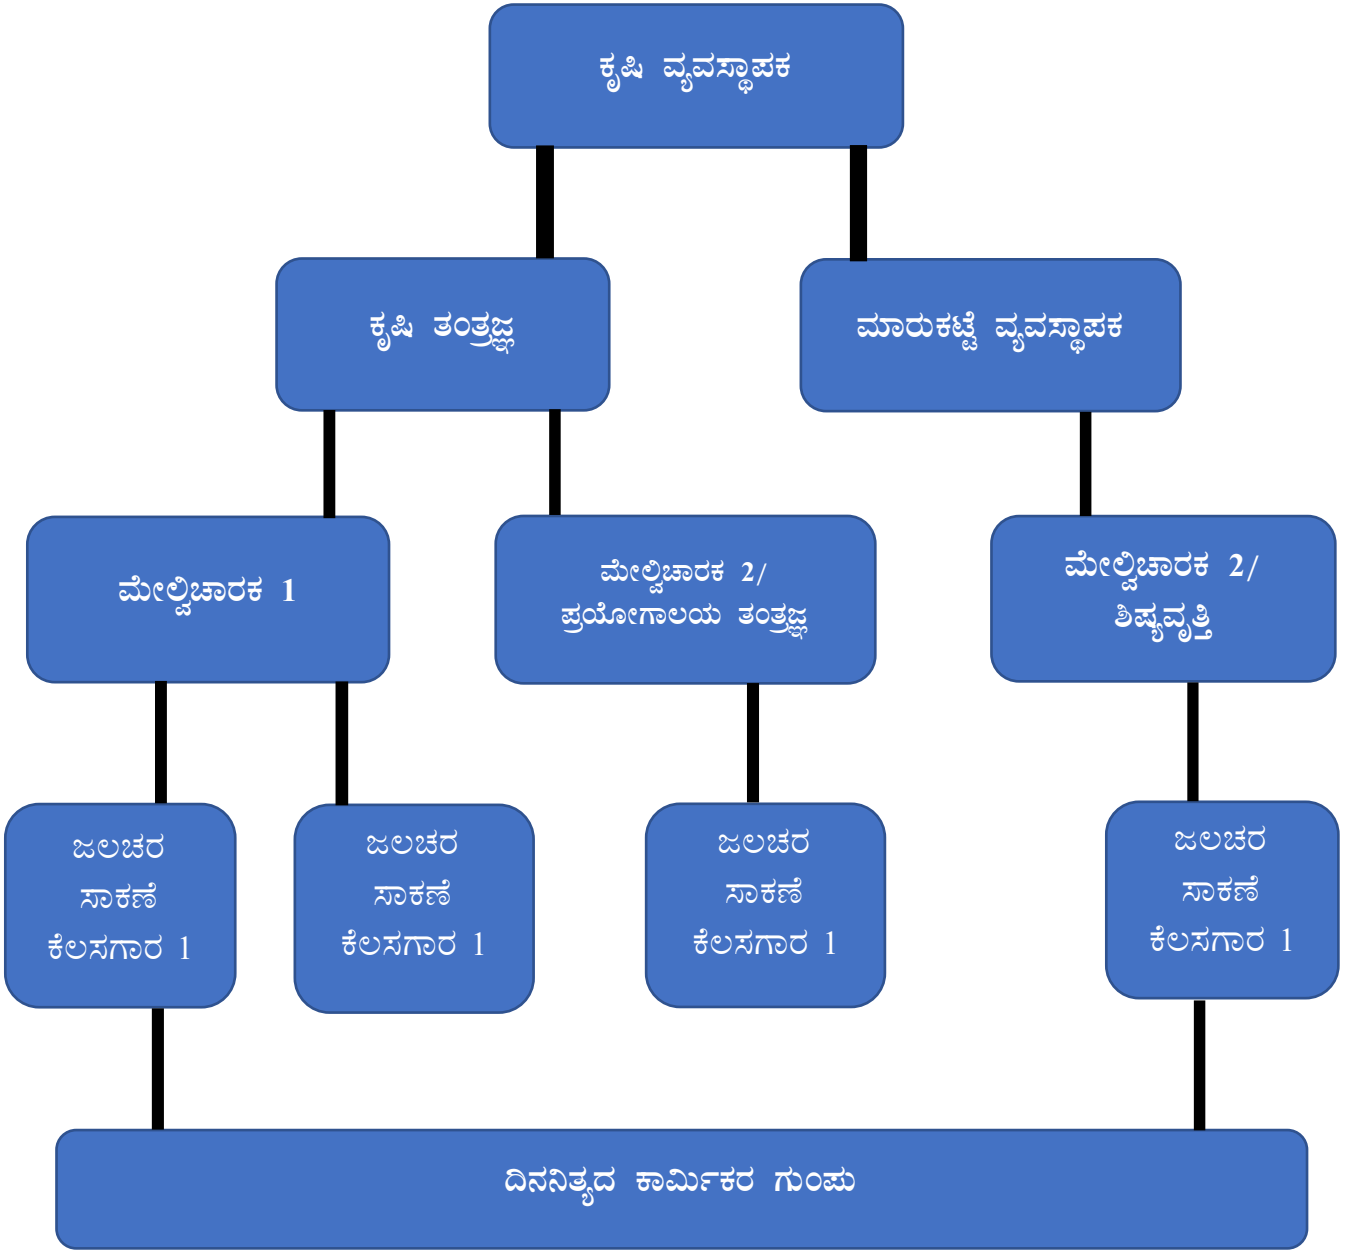 ಕೃಷಿ ವ್ಯವಸ್ಥಾಪಕ
ಕೃಷಿ ತಂತ್ರಜ್ಞ
ಮಾರುಕಟ್ಟೆ ವ್ಯವಸ್ಥಾಪಕ
ಮೇಲ್ವಿಚಾರಕ 1
ಮೇಲ್ವಿಚಾರಕ 2/
ಪ್ರಯೋಗಾಲಯ ತಂತ್ರಜ್ಞ
ಮೇಲ್ವಿಚಾರಕ 2/
ಶಿಷ್ಯವೃತ್ತಿ
ಜಲಚರ
ಸಾಕಣೆ
ಕೆಲಸಗಾರ 1
ಜಲಚರ
ಸಾಕಣೆ
ಕೆಲಸಗಾರ 1
ಜಲಚರ
ಸಾಕಣೆ
ಕೆಲಸಗಾರ 1
ಜಲಚರ
ಸಾಕಣೆ
ಕೆಲಸಗಾರ 1
ದಿನನಿತ್ಯದ ಕಾರ್ಮಿಕರ ಗುಂಪು